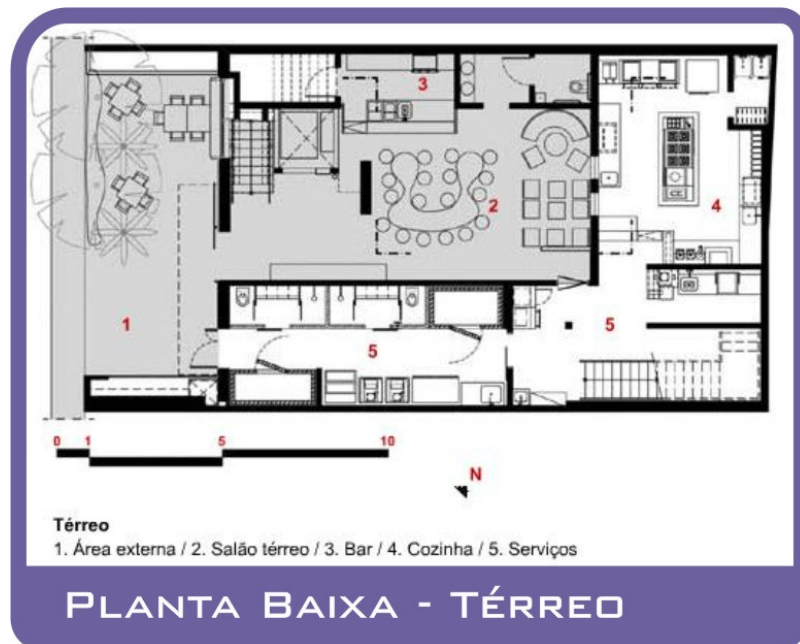 3
2
4
1
5
5
0 1 5 10
N
Térreo
1. Área externa / 2. Salão térreo / 3. Bar / 4. Cozinha / 5. Serviços
PLANTA BAIXA - TÉRREO